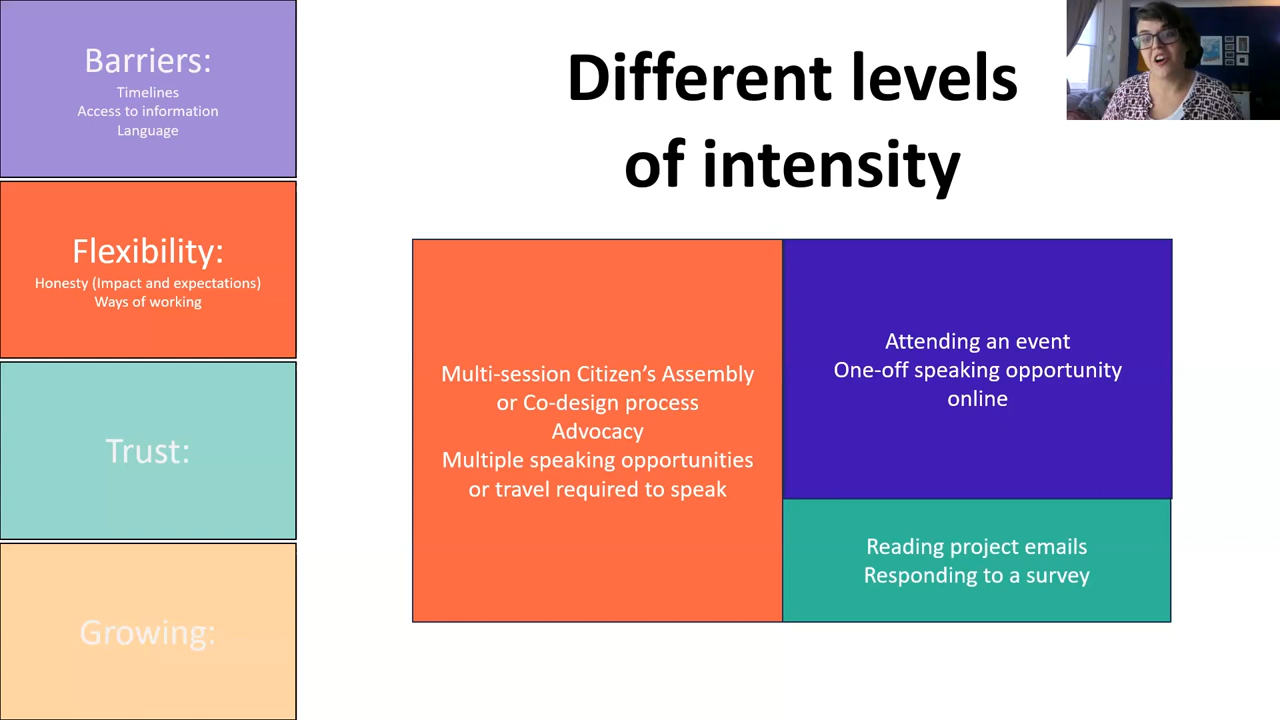 Barriers:
Timelines
Access to information
Language
Flexibility:
Honesty (Impact and expectations)
Ways of working
Trust:
Growing:
Different levels
of intensity
Multi-session Citizen’s Assembly
or Co-design process
Advocacy
Multiple speaking opportunities
or travel required to speak
Attending an event
One-off speaking opportunity
online
Reading project emails
Responding to a survey